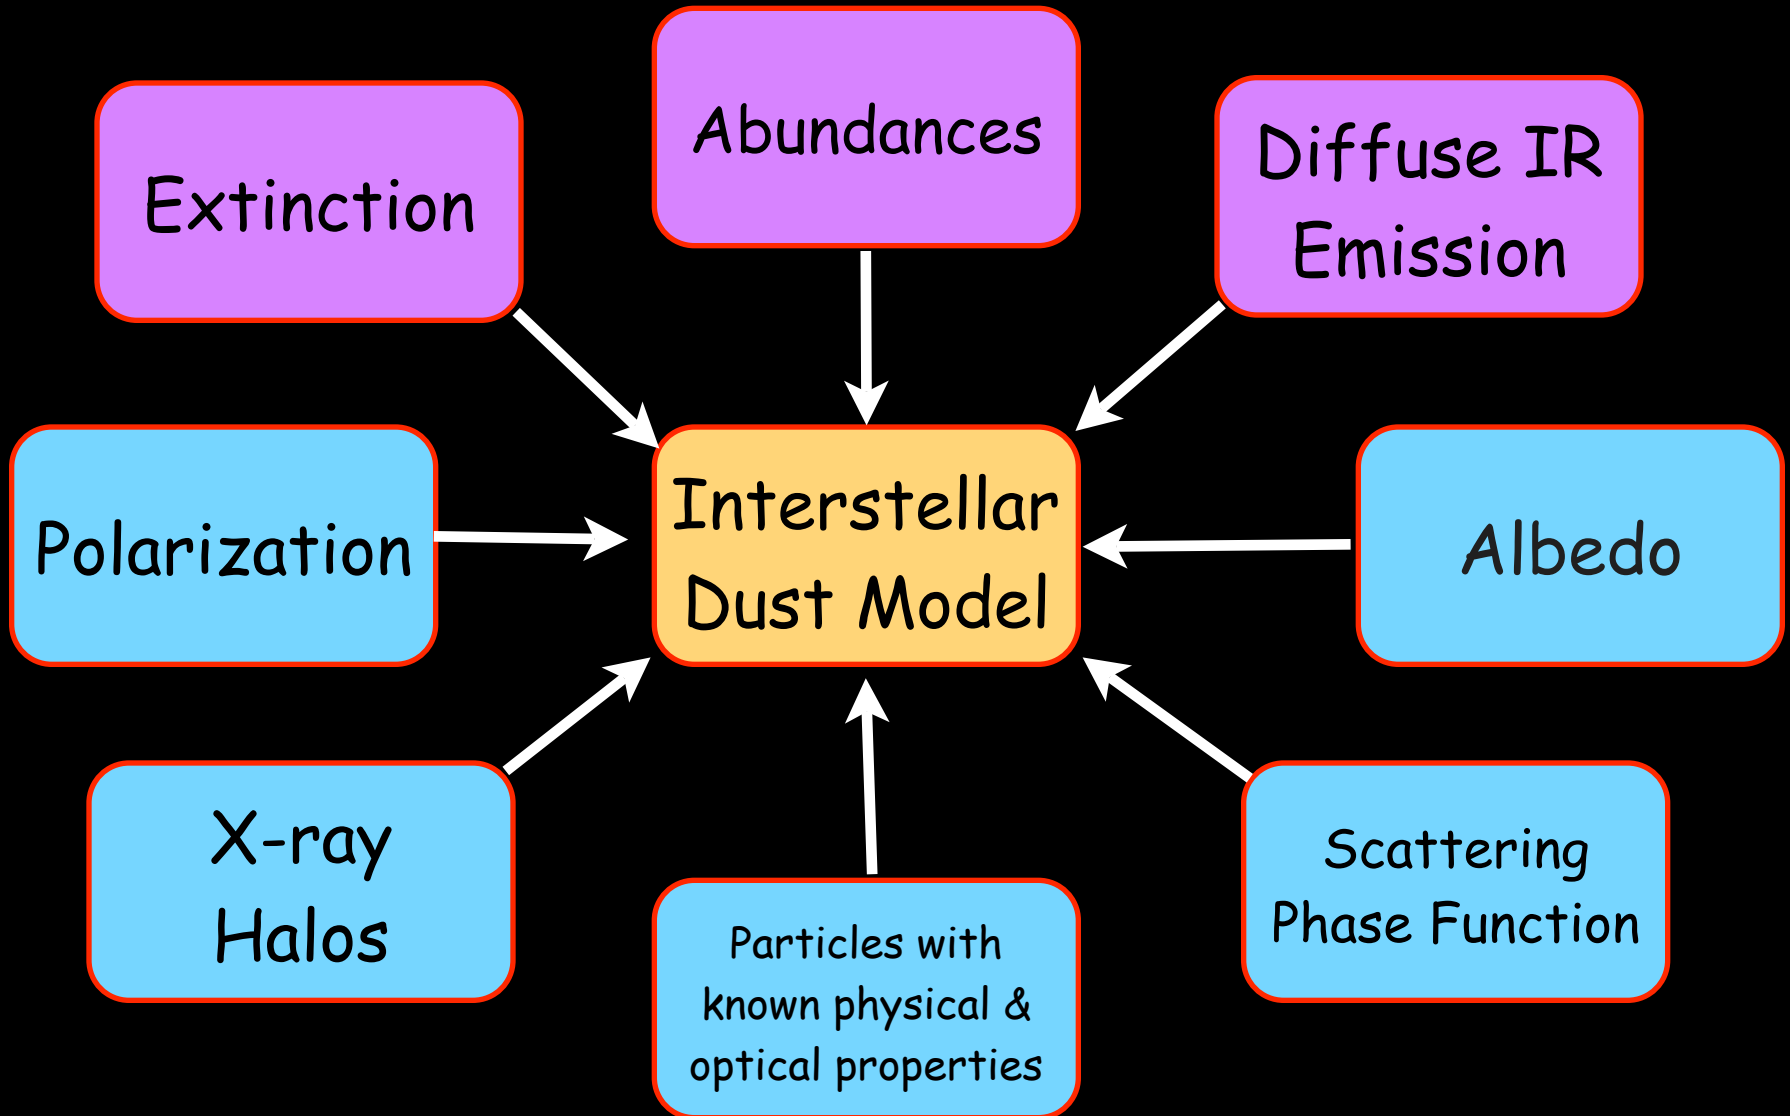 Abundances
Extinction
Diffuse IR
Emission
Polarization
Interstellar
Dust Model
Albedo
X-ray
Halos
Particles with
known physical &
optical properties
Scattering
Phase Function